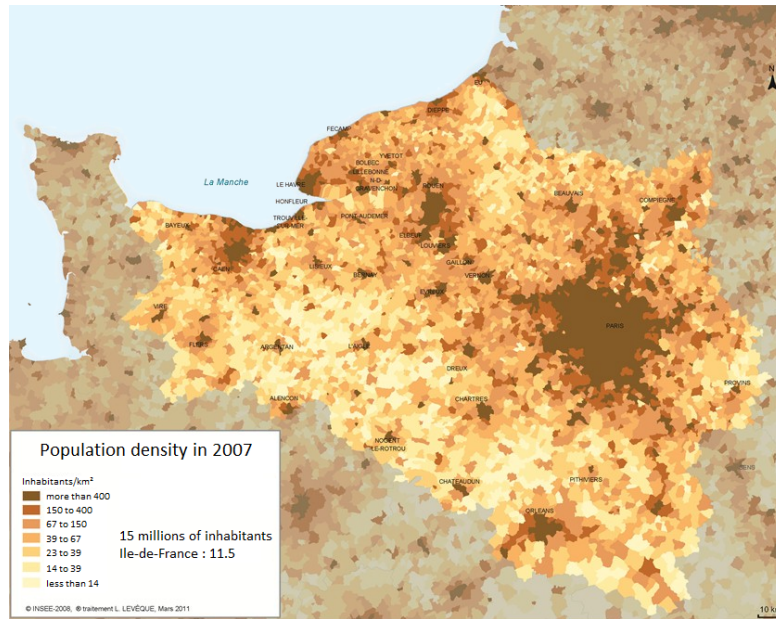 N
EU
DIEPPE
FECAMP
YVETOT
BOLBEC
LILLEBONNE
La Manche
LE HAVRE
N-D
GRAVENCHON
ROUEN
BEAUVAIS
COMPIEGNE
HONFLEUR
TROUVILLE-
SUR-MER
PONT-AUDEMER
BAYEUX
ELBEUF
LOUVIERS
CAEN
LISIEUX
GAILLON
BERNAY
VERNON
EVREUX
VIRE
PARIS
FLERS
ARGENTAN
L'AIGLE
DREUX
PROVINS
ALENCON
CHARTRES
NOGENT
LE-ROTROU
SENS
CHATEAUDUN
PITHIVIERS
ORLEANS
Population density in 2007
Inhabitants/km²
more than 400
150 to 400
67 to 150
39 to 67
23 to 39
14 to 39
less than 14
15 millions of inhabitants
Ile-de-France : 11.5
© INSEE-2008, ® traitement L. LEVÊQUE, Mars 2011